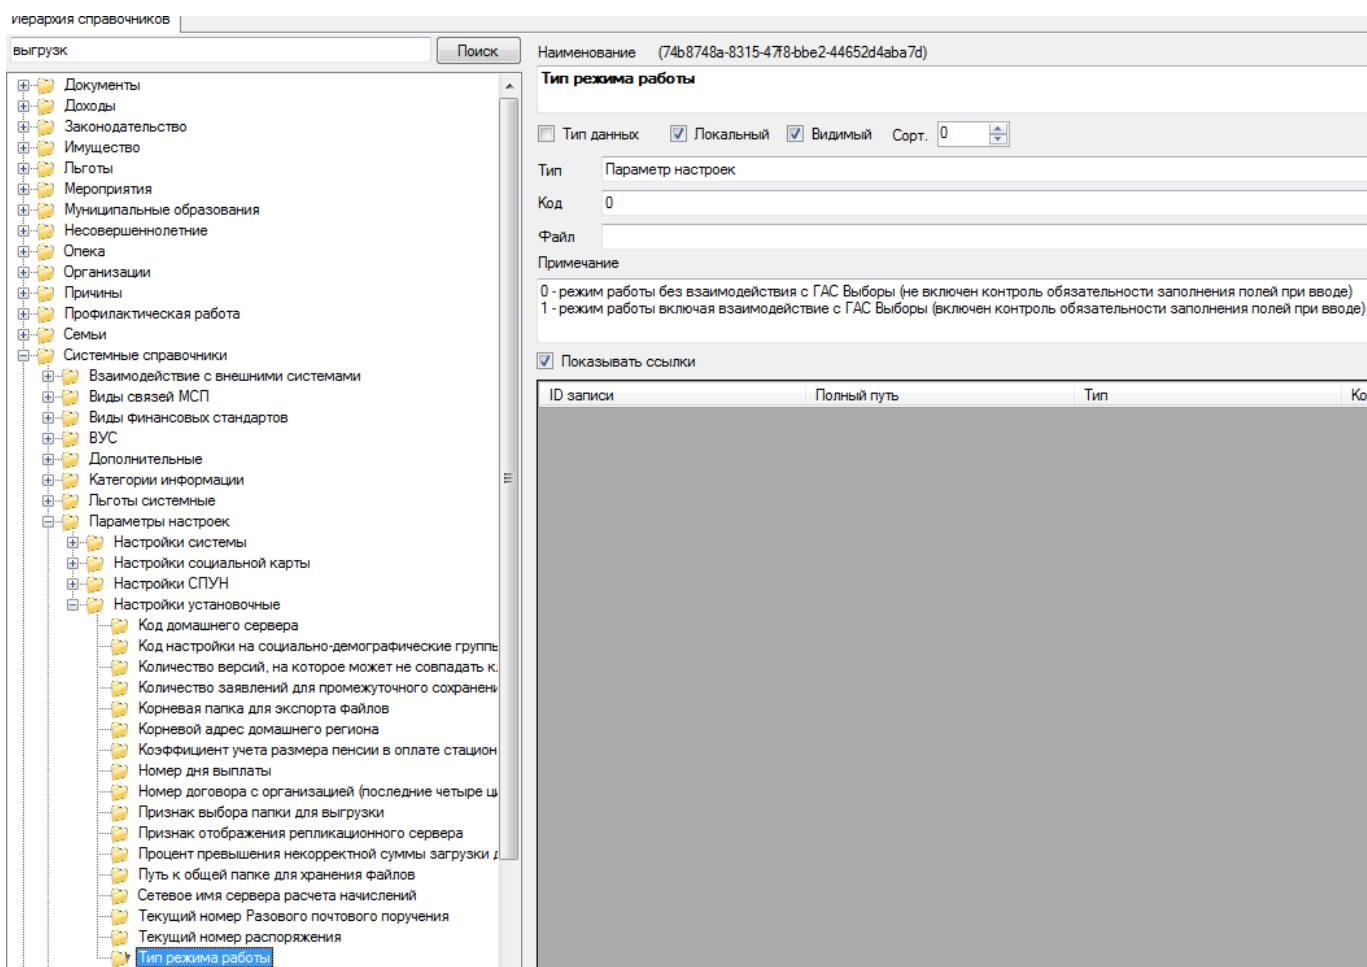 Иерархия справочников
выгрузк
Поиск
Документы
Доходы
Законодательство
Имущество
Льготы
Мероприятия
Муниципальные образования
Несовершеннолетние
Опека
Организации
Причины
Профилактическая работа
Семьи
Системные справочники
Взаимодействие с внешними системами
Виды связей МСП
Виды финансовых стандартов
ВУС
Дополнительные
Категории информации
Льготы системные
Параметры настроек
Настройки системы
Настройки социальной карты
Настройки СПУН
Настройки установочные
Код домашнего сервера
Код настройки на социально-демографические группы
Количество версий, на которое может не совпадать к
Количество заявлений для промежуточного сохранени
Корневая папка для экспорта файлов
Корневой адрес домашнего региона
Коэффициент учета размера пенсии в оплате стацион
Номер дня выплаты
Номер договора с организацией (последние четыре ци
Признак выбора папки для выгрузки
Признак отображения репликационного сервера
Процент превышения некорректной суммы загрузки д
Путь к общей папке для хранения файлов
Сетевое имя сервера расчета начислений
Текущий номер Разового почтового поручения
Текущий номер распоряжения
Тип режима работы
Наименование (74b8748a-8315-47f8-bbe2-44652d4aba7d)
Тип режима работы
Тип данных Локальный Видимый Сорт. 0
Тип Параметр настроек
Код 0
Файл
Примечание
0 - режим работы без взаимодействия с ГАС Выборы (не включен контроль обязательности заполнения полей при вводе)
1 - режим работы включая взаимодействие с ГАС Выборы (включен контроль обязательности заполнения полей при вводе)
Показывать ссылки
ID записи Полный путь Тип Ко